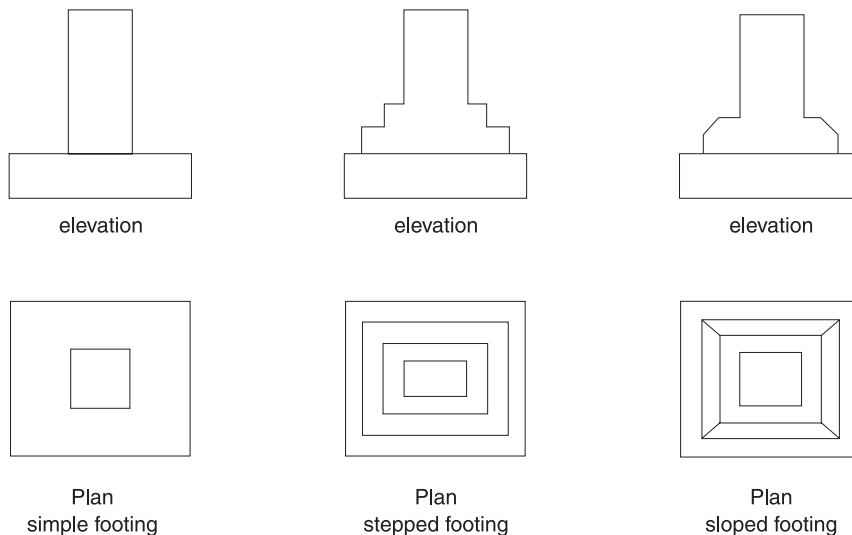 elevation
elevation
elevation
Plan
simple footing
Plan
stepped footing
Plan
sloped footing